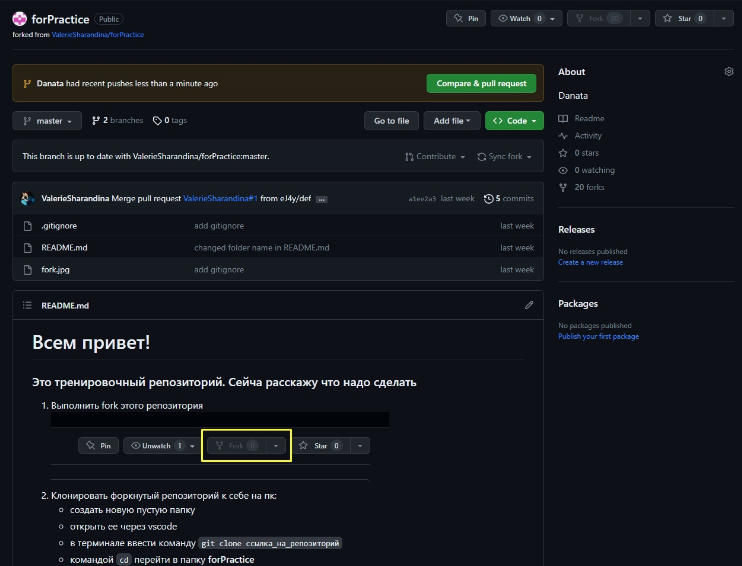 forPractice Public
Pin Watch 0 Fork Star 0
forked from ValerieSharandina/forPractice
Danata had recent pushes less than a minute ago Compare & pull request
master 2 branches 0 tags Go to file Add file Code
This branch is up to date with ValerieSharandina/forPractice:master. Contribute Sync fork
ValerieSharandina Merge pull request ValerieSharandina#1 from eJ4y/def ... a1ee2a3 last week 5 commits
.gitignore add gitignore last week
README.md changed folder name in README.md last week
fork.jpg add gitignore last week
README.md
Всем привет!
Это тренировочный репозиторий. Сейча расскажу что надо сделать
1. Выполнить fork этого репозитория
Pin Unwatch 1 Fork 0 Star 0
2. Клонировать форкнутый репозиторий к себе на пк:
создать новую пустую папку
открыть ее через vscode
в терминале ввести команду git clone ссылка_на_репозиторий
командой cd перейти в папку forPractice
About
Danata
Readme
Activity
0 stars
0 watching
20 forks
Releases
No releases published
Create a new release
Packages
No packages published
Publish your first package